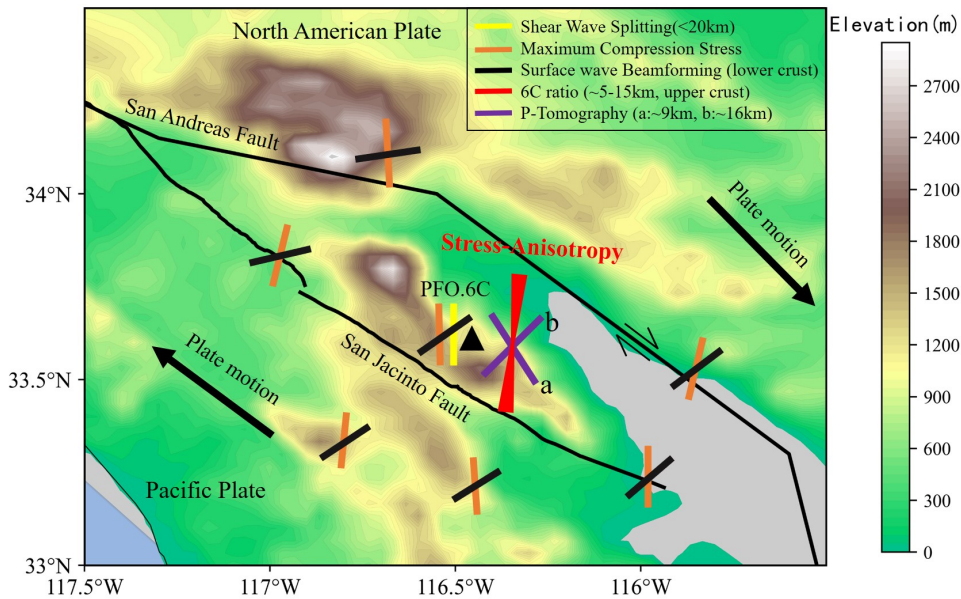 North American Plate
Elevation(m)
Shear Wave Splitting(<20km)
Maximum Compression Stress
Surface wave Beamforming (lower crust)
6C ratio (~5-15km, upper crust)
P-Tomography (a:~9km, b:~16km)
San Andreas Fault
Plate motion
Stress-Anisotropy
PFO.6C
b
a
Plate motion
San Jacinto Fault
Pacific Plate
34°N
33.5°N
33°N
117.5°W
117°W
116.5°W
116°W
2700
2400
2100
1800
1500
1200
900
600
300
0